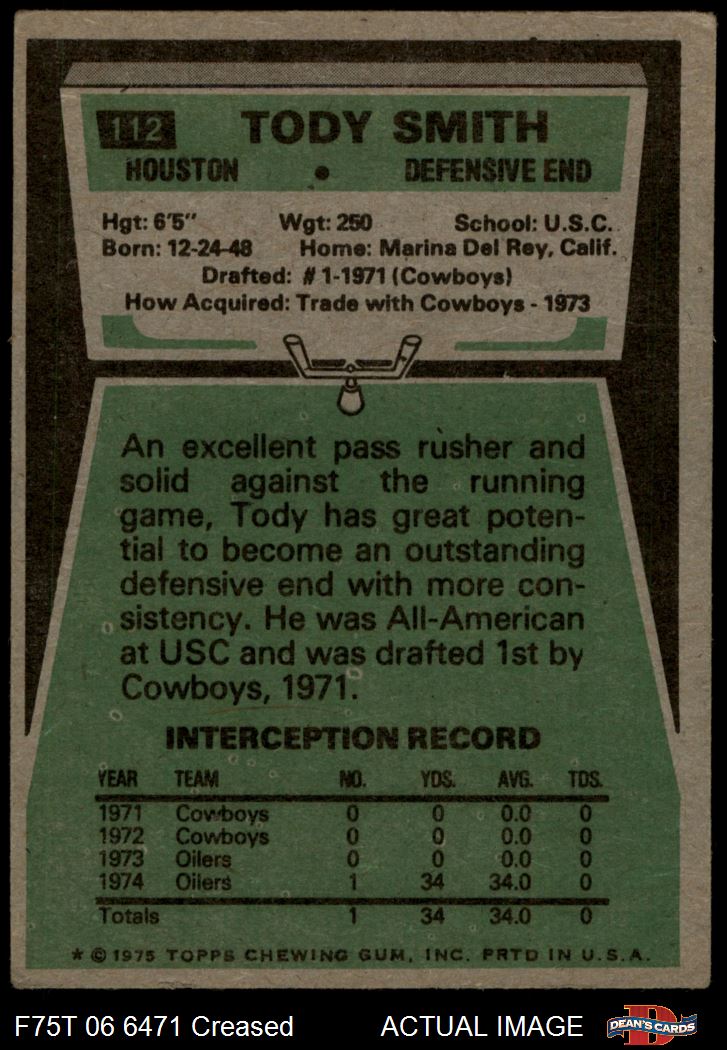 112 TODY SMITH
HOUSTON • DEFENSIVE END
Hgt: 6'5" Wgt: 250 School: U.S.C.
Born: 12-24-48 Home: Marina Del Rey, Calif.
Drafted: #1-1971 (Cowboys)
How Acquired: Trade with Cowboys - 1973
An excellent pass rusher and
solid against the running
game, Tody has great poten-
tial to become an outstanding
defensive end with more con-
sistency. He was All-American
at USC and was drafted 1st by
Cowboys, 1971.
INTERCEPTION RECORD
YEAR TEAM NO. YDS. AVG. TDS.
1971 Cowboys 0 0 0.0 0
1972 Cowboys 0 0 0.0 0
1973 Oilers 0 0 0.0 0
1974 Oilers 1 34 34.0 0
Totals 1 34 34.0 0
* © 1975 TOPPS CHEWING GUM, INC. PRTD IN U.S.A.
F75T 06 6471 Creased ACTUAL IMAGE DEAN'S CARDS